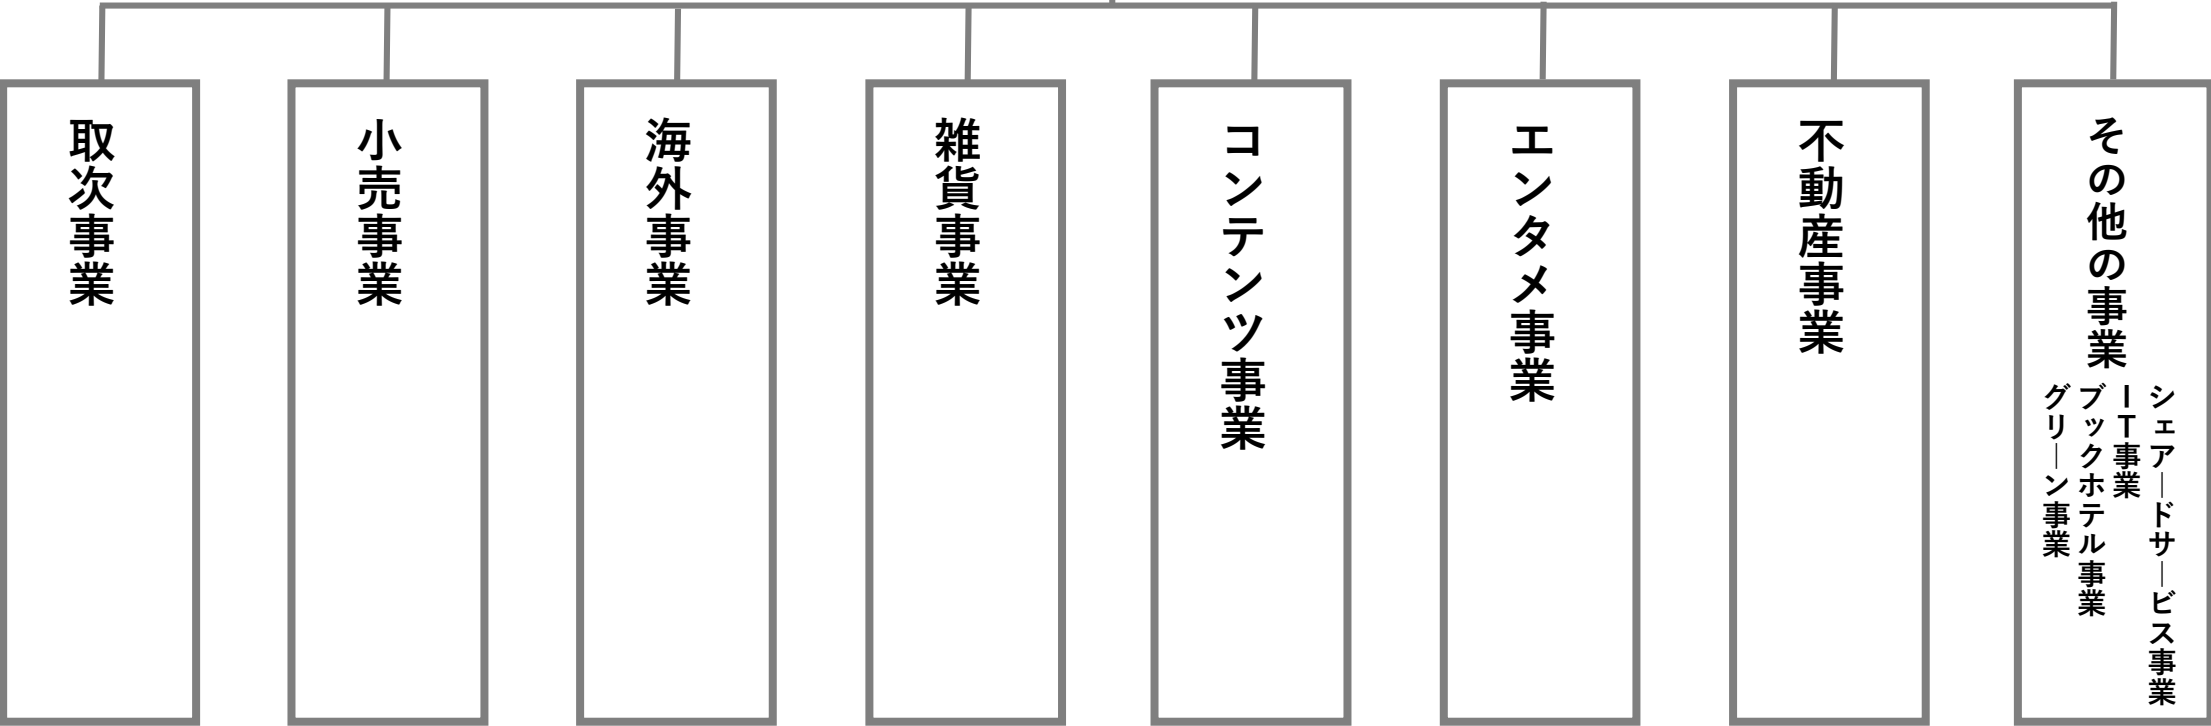 取次事業
小売事業
海外事業
雑貨事業
コンテンツ事業
エンタメ事業
不動産事業
その他の事業
シェアードサービス事業
IT事業
ブックホテル事業
グリーン事業